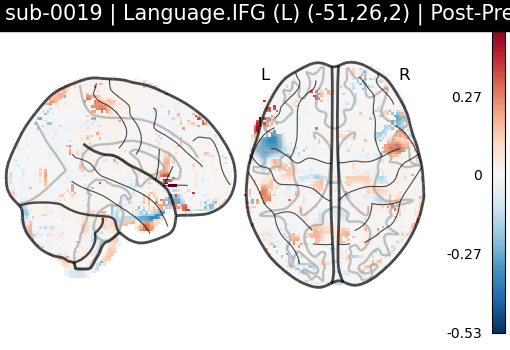 sub-0019 | Language.IFG (L) (-51,26,2) | Post-Pre
L
R
0.27
0
-0.27
-0.53